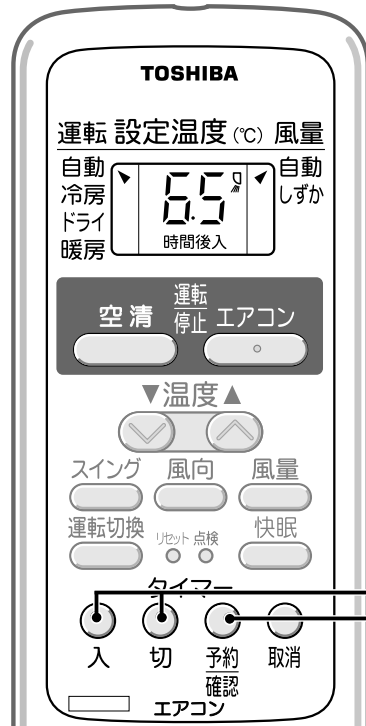 TOSHIBA
運転 設定温度(℃) 風量
自動 自動
冷房 6.5 しずか
ドライ
暖房 時間後入
運転
空清 停止 エアコン
▼温度▲
スイング 風向 風量
運転切換 リセット 点検 快眠
タイマー
入 切 予約 取消
確認
エアコン